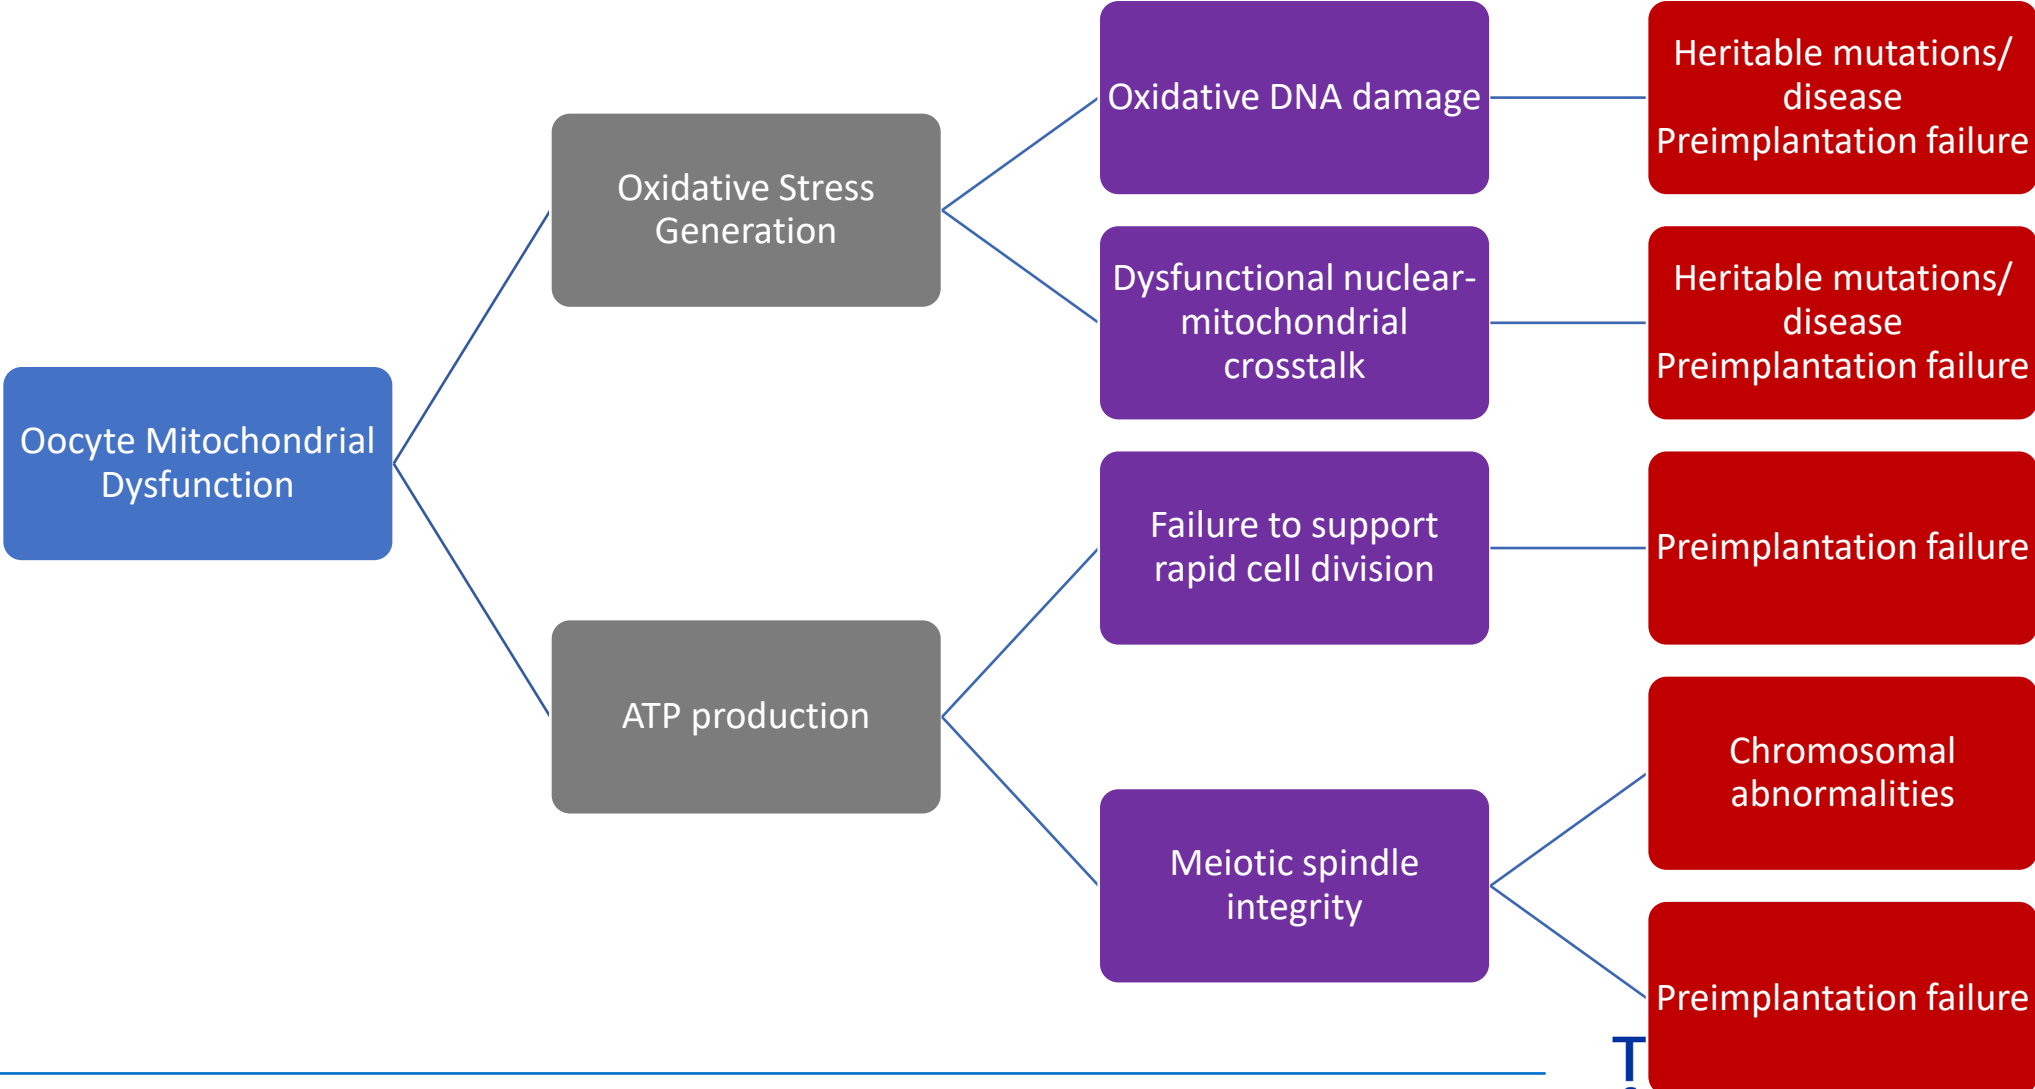 Oocyte Mitochondrial
Dysfunction
Oxidative Stress
Generation
ATP production
Oxidative DNA damage
Dysfunctional nuclear-
mitochondrial
crosstalk
Failure to support
rapid cell division
Meiotic spindle
integrity
Heritable mutations/
disease
Preimplantation failure
Heritable mutations/
disease
Preimplantation failure
Preimplantation failure
Chromosomal
abnormalities
Preimplantation failure